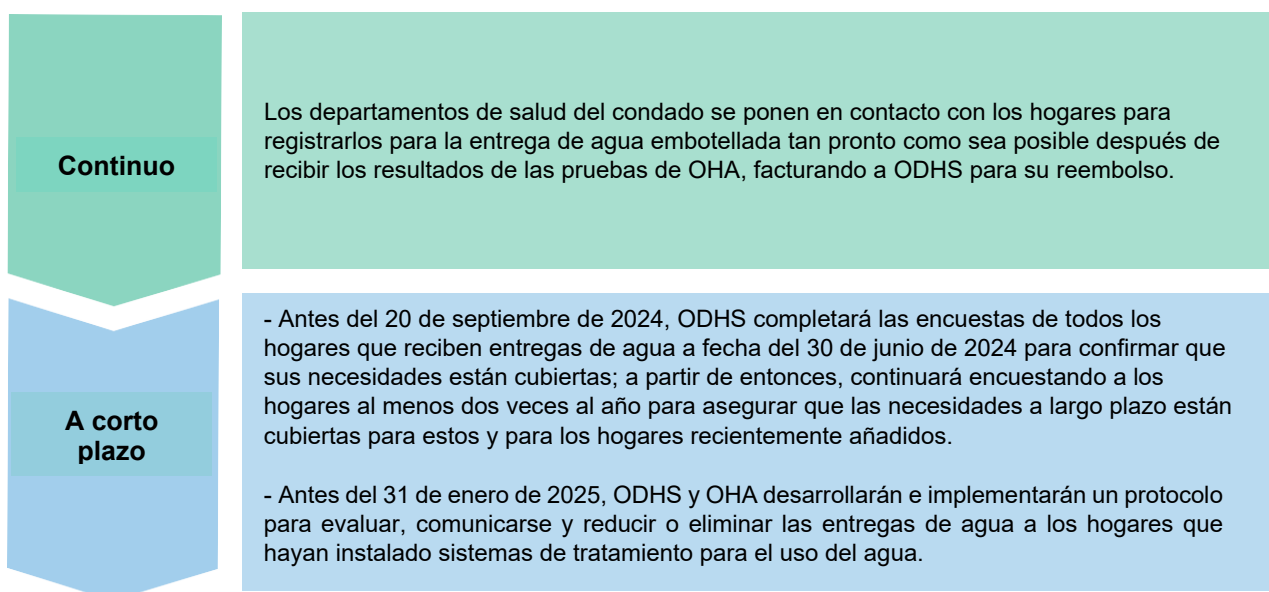 Continuo
Los departamentos de salud del condado se ponen en contacto con los hogares para
registrarlos para la entrega de agua embotellada tan pronto como sea posible después de
recibir los resultados de las pruebas de OHA, facturando a ODHS para su reembolso.
A corto
plazo
- Antes del 20 de septiembre de 2024, ODHS completará las encuestas de todos los
hogares que reciben entregas de agua a fecha del 30 de junio de 2024 para confirmar que
sus necesidades están cubiertas; a partir de entonces, continuará encuestando a los
hogares al menos dos veces al año para asegurar que las necesidades a largo plazo están
cubiertas para estos y para los hogares recientemente añadidos.
- Antes del 31 de enero de 2025, ODHS y OHA desarrollarán e implementarán un protocolo
para evaluar, comunicarse y reducir o eliminar las entregas de agua a los hogares que
hayan instalado sistemas de tratamiento para el uso del agua.